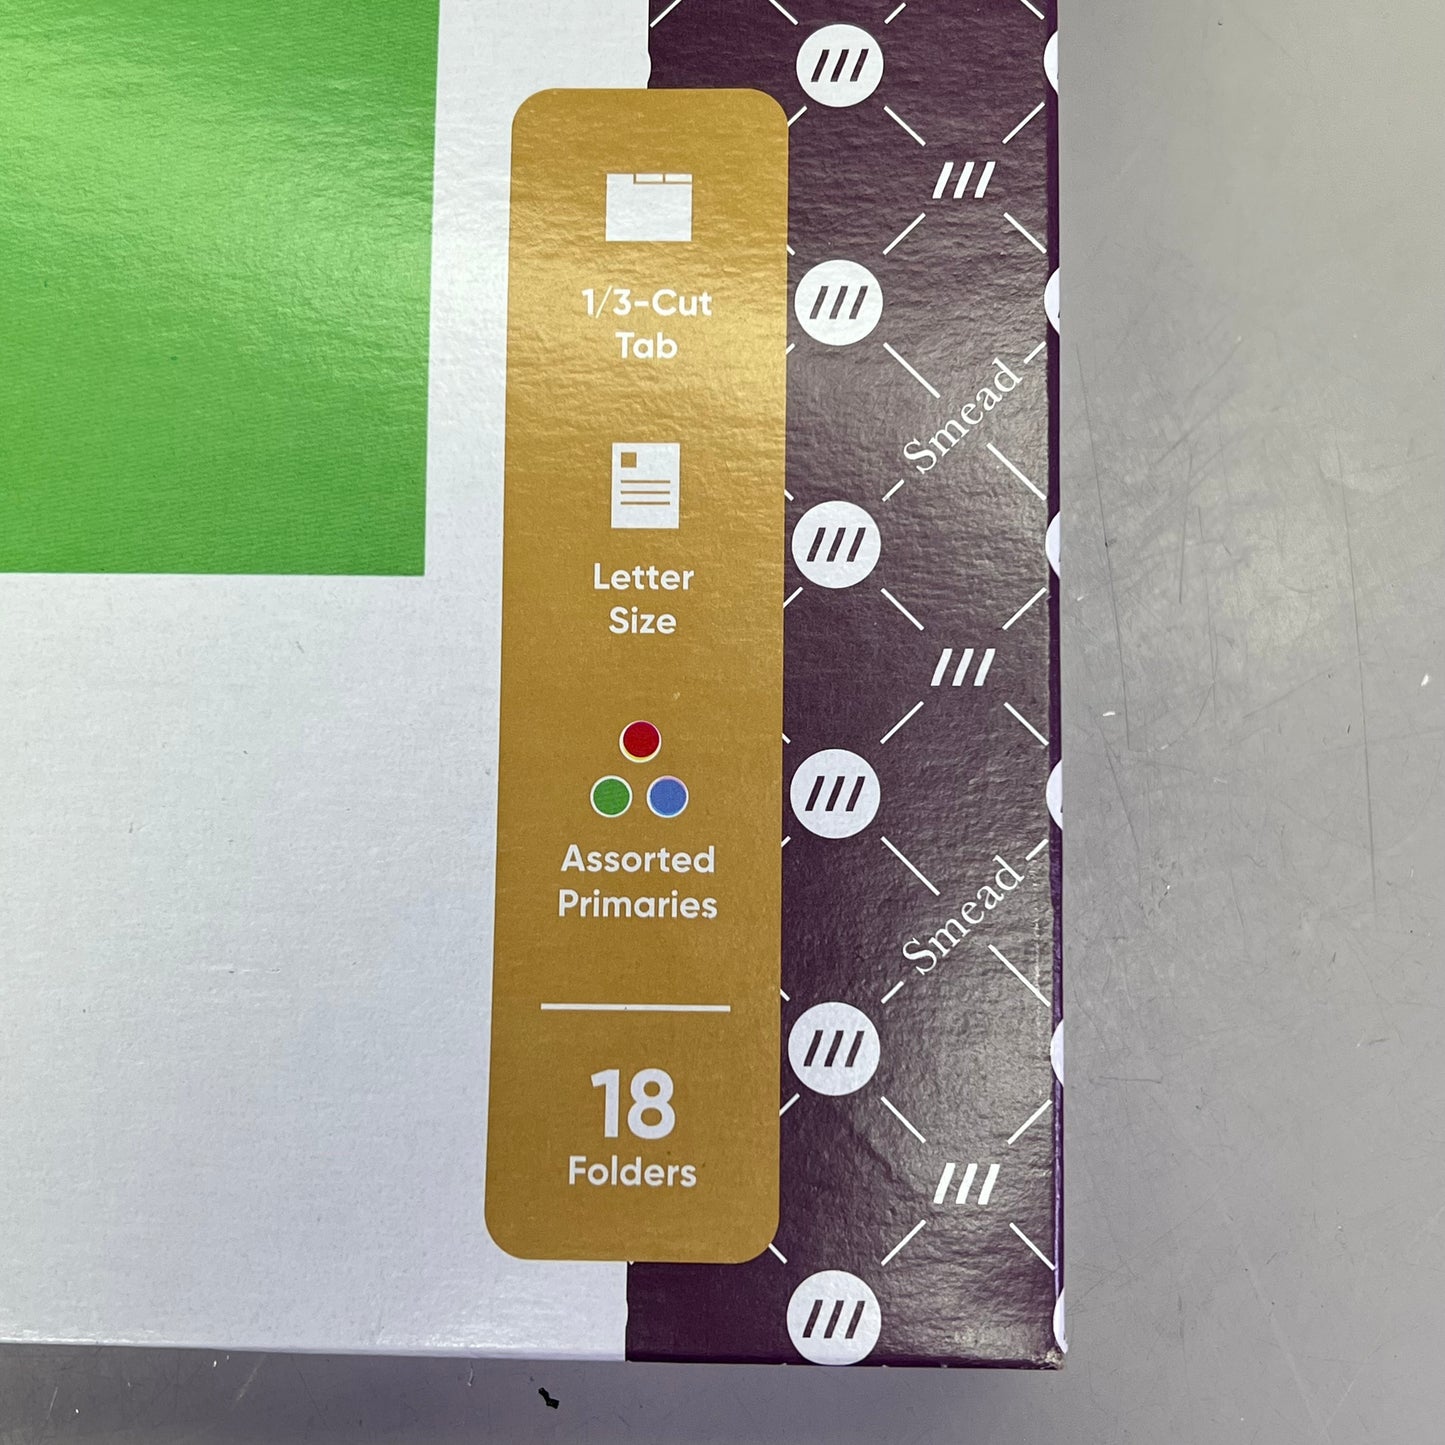 1/3-Cut
Tab
Letter
Size
Assorted
Primaries
18
Folders
Smead
Smead